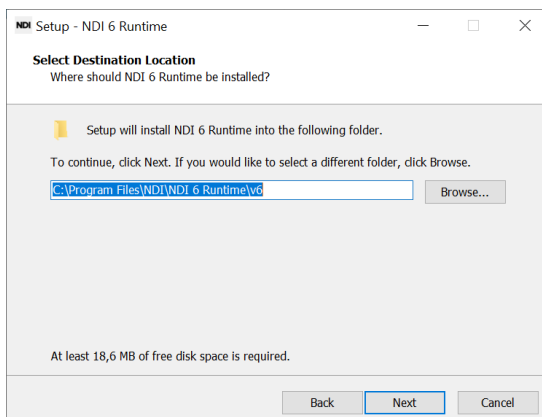 NDI Setup - NDI 6 Runtime
Select Destination Location
Where should NDI 6 Runtime be installed?
Setup will install NDI 6 Runtime into the following folder.
To continue, click Next. If you would like to select a different folder, click Browse.
C:\Program Files\NDI\NDI 6 Runtime\v6
Browse...
At least 18,6 MB of free disk space is required.
Back
Next
Cancel